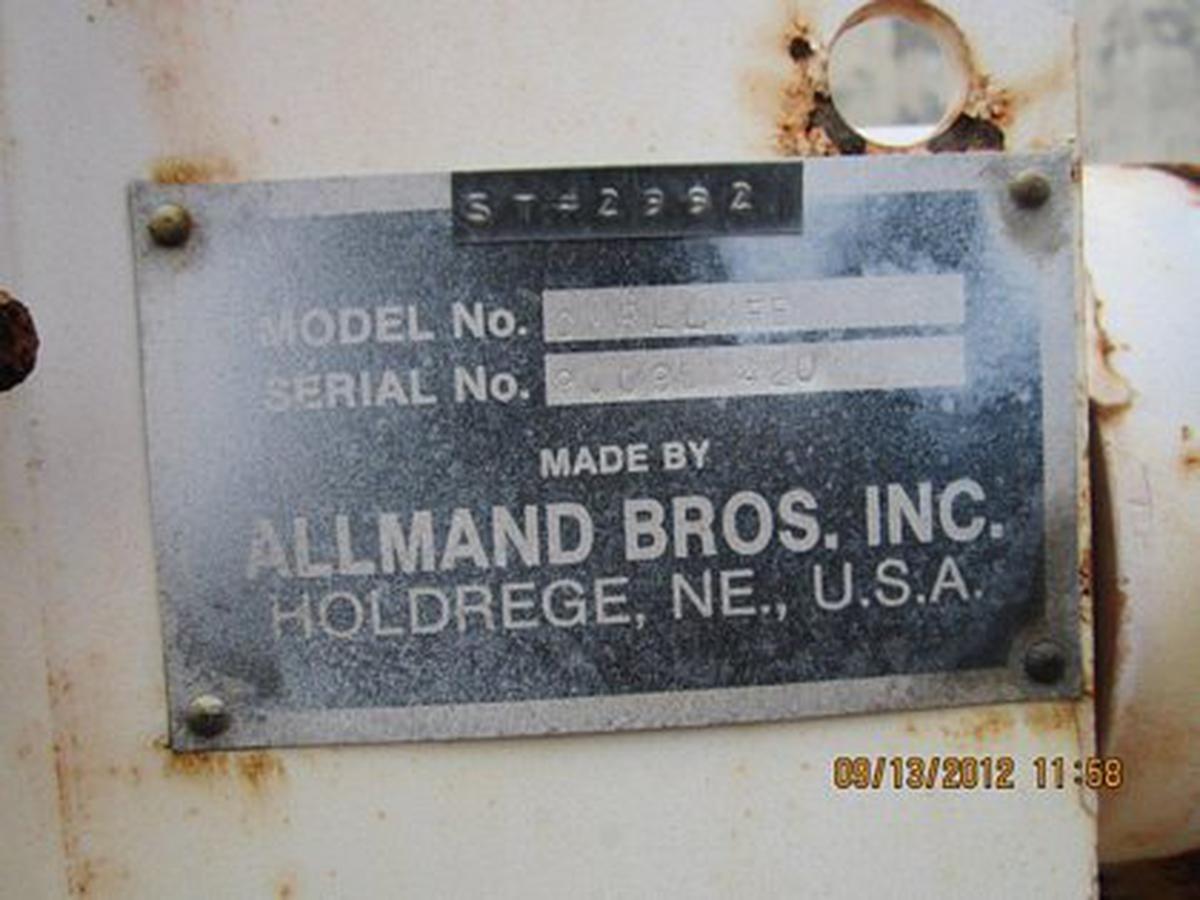 ST#2992
MODEL No.
SERIAL No.
MADE BY
ALLMAND BROS. INC.
HOLDREGE, NE., U.S.A.
09/13/2012 11:58